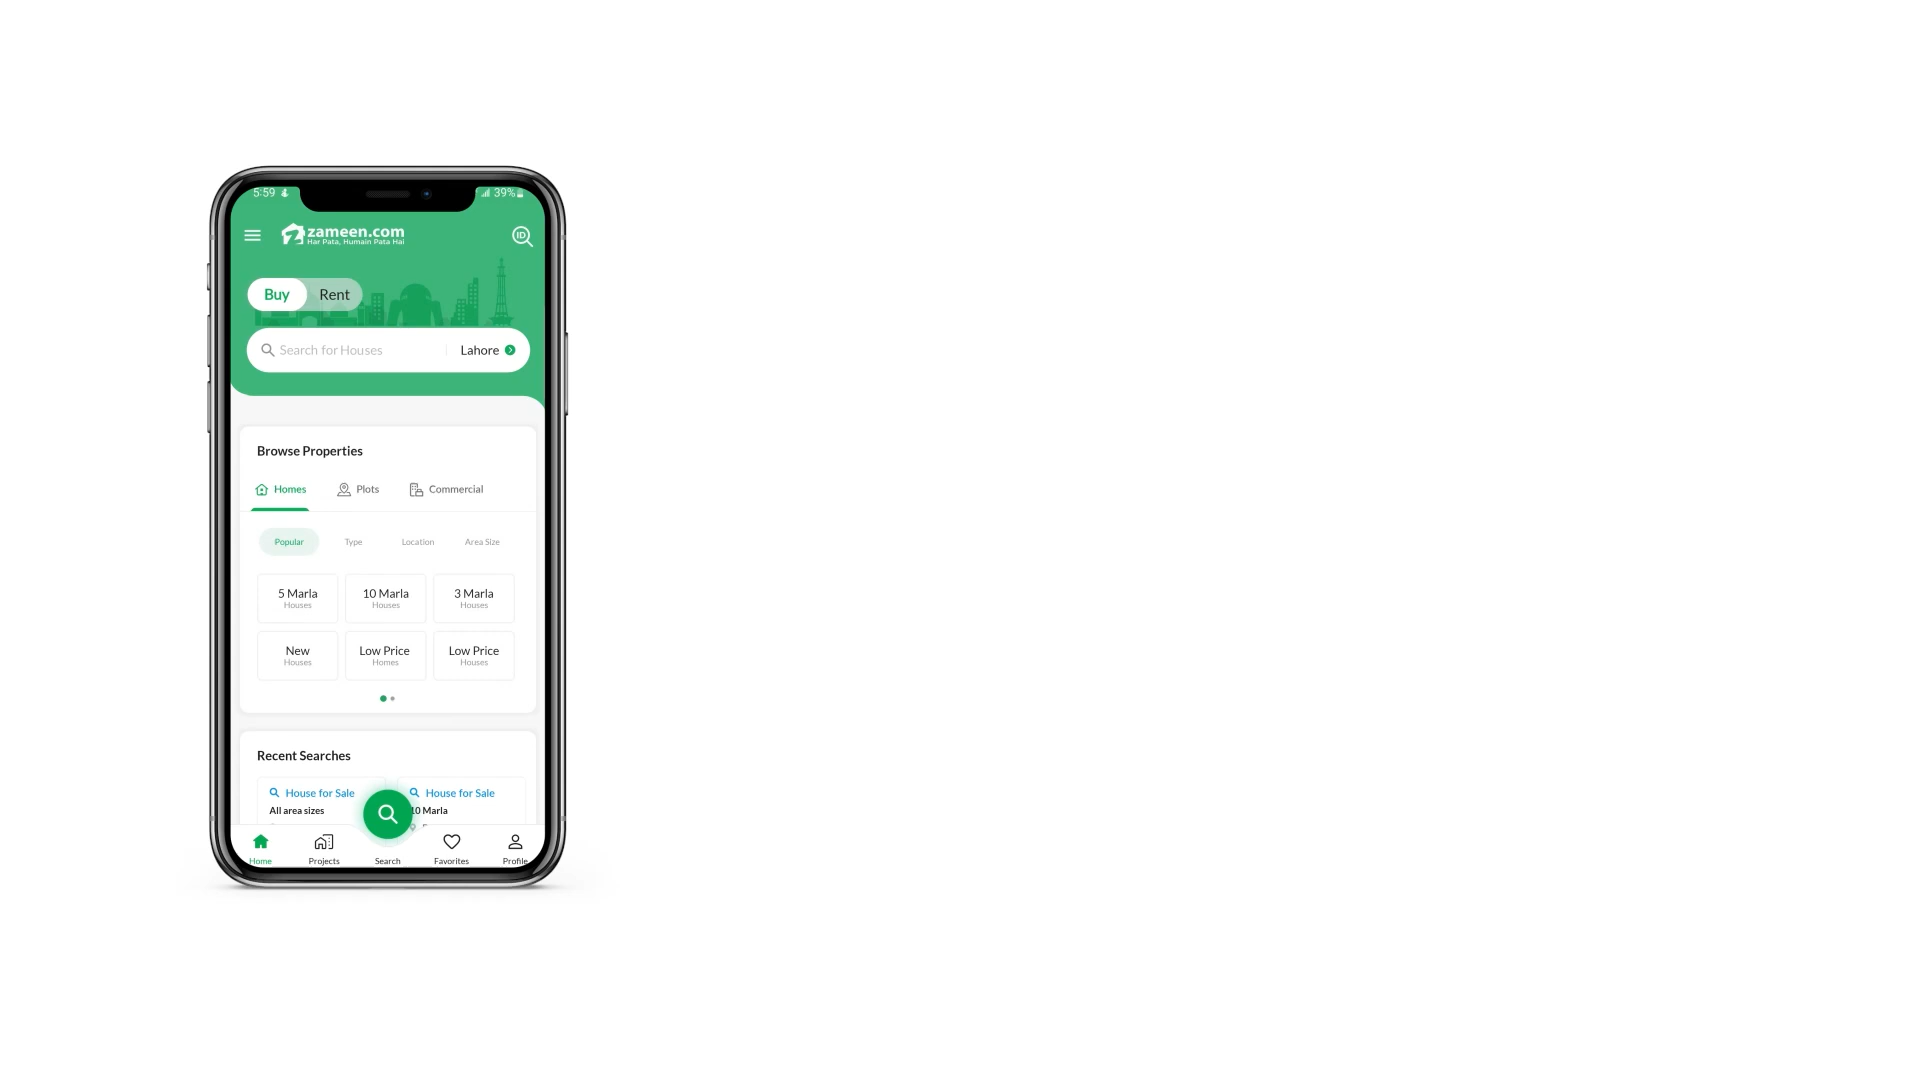 5:59
39%
zameen.com
Har Pata, Humain Pata Hai
ID
Buy Rent
Search for Houses Lahore
Browse Properties
Homes Plots Commercial
Popular Type Location Area Size
5 Marla 10 Marla 3 Marla
Houses Houses Houses
New Low Price Low Price
Houses Homes Houses
Recent Searches
House for Sale House for Sale
All area sizes 10 Marla
Home Projects Search Favorites Profile